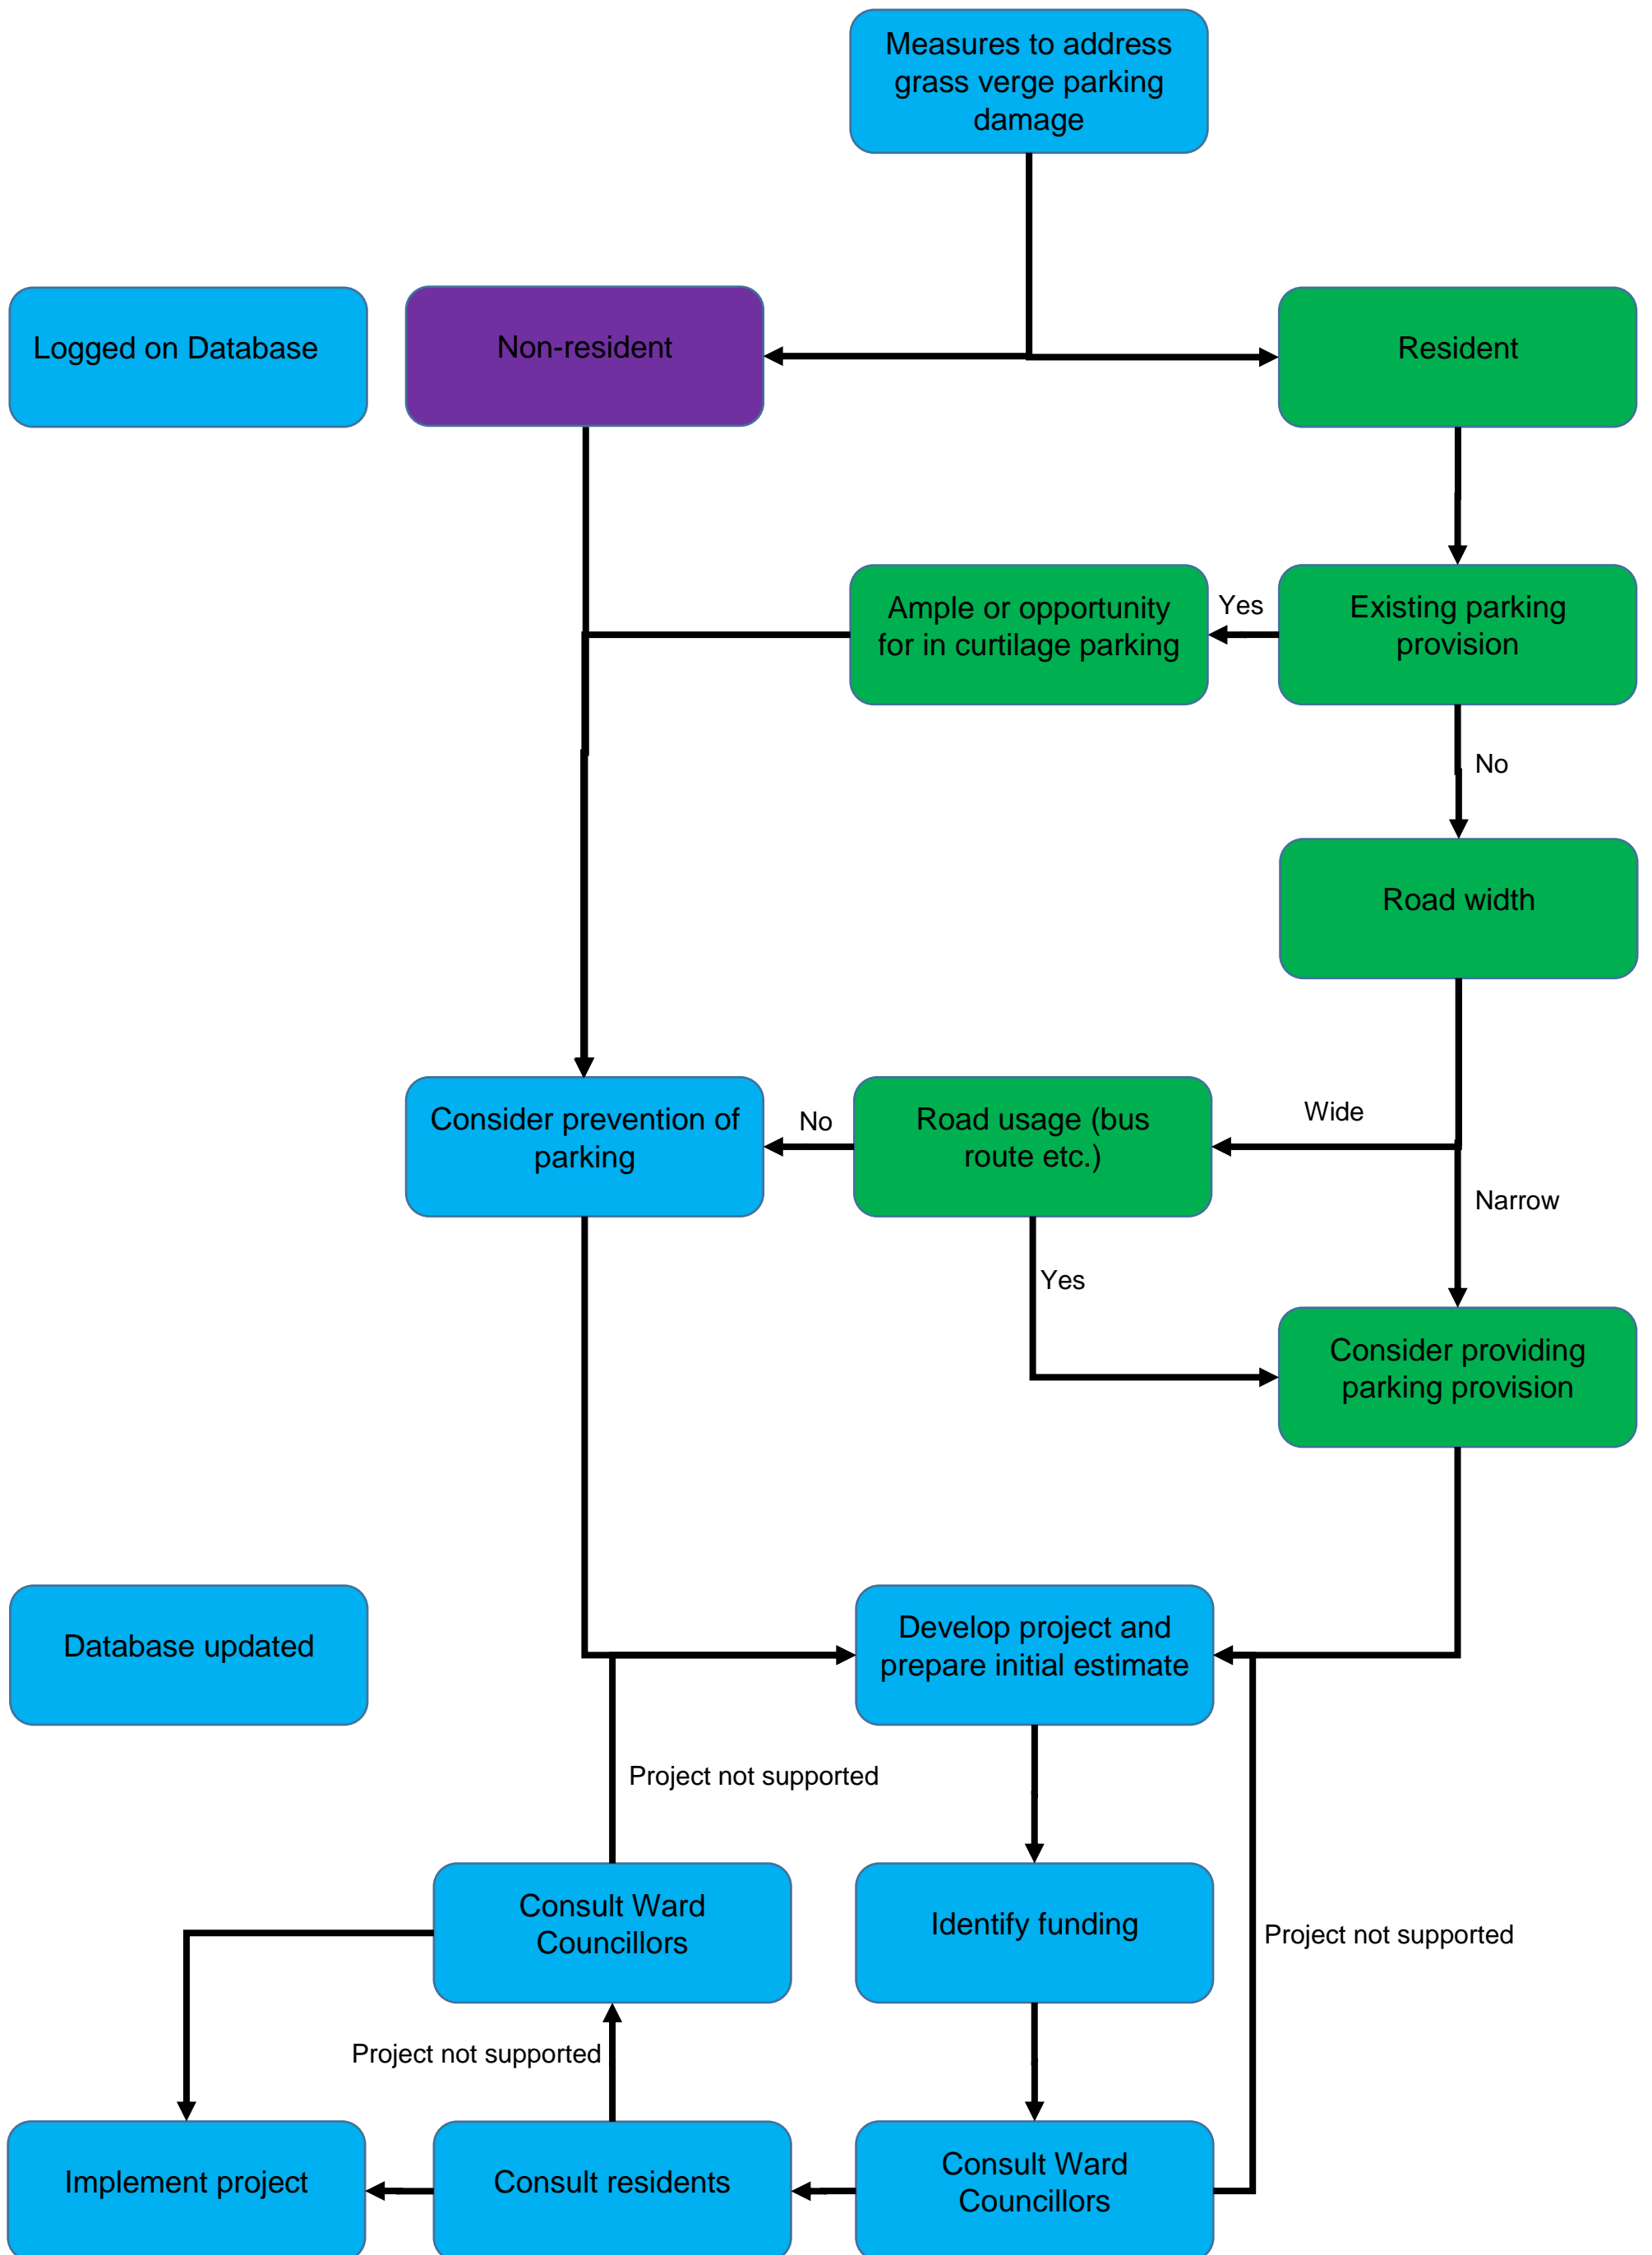 Measures to address
grass verge parking
damage
Logged on Database
Non-resident
Resident
Ample or opportunity
for in curtilage parking
Yes
Existing parking
provision
No
Road width
Consider prevention of
parking
No
Road usage (bus
route etc.)
Wide
Narrow
Yes
Consider providing
parking provision
Database updated
Develop project and
prepare initial estimate
Project not supported
Consult Ward
Councillors
Identify funding
Project not supported
Project not supported
Implement project
Consult residents
Consult Ward
Councillors